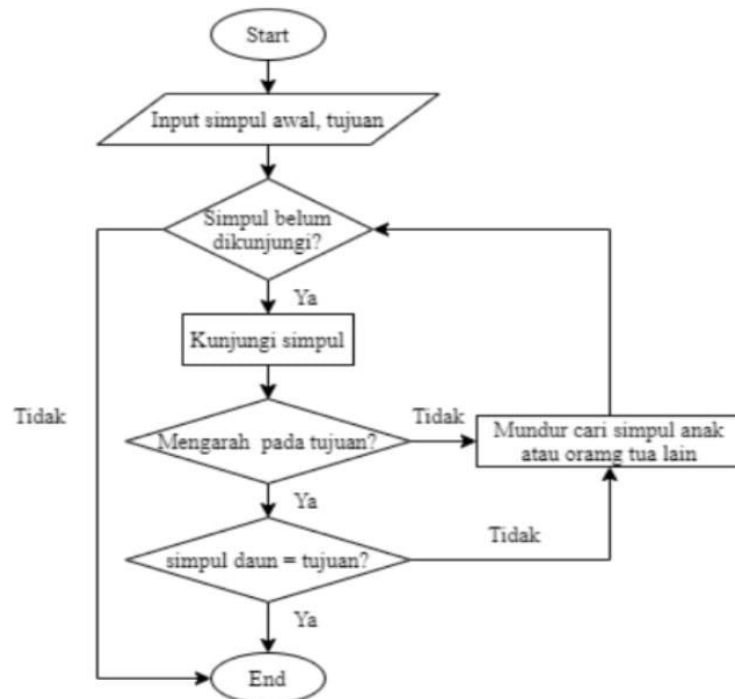 Start
Input simpul awal, tujuan
Simpul belum
dikunjungi?
Ya
Kunjungi simpul
Tidak
Mengarah pada tujuan?
Tidak
Mundur cari simpul anak
atau oramg tua lain
Ya
simpul daun = tujuan?
Tidak
Ya
End